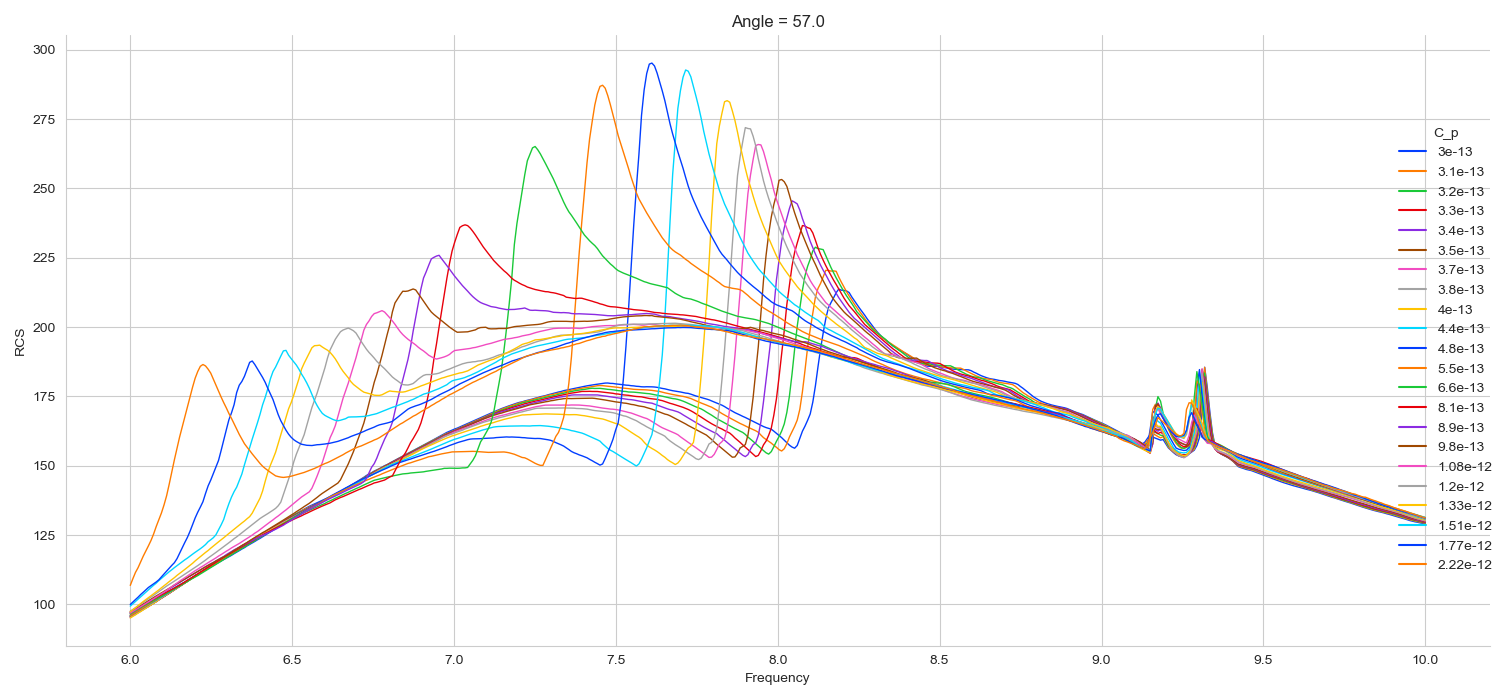 Angle = 57.0
300
275
250
225
200
175
150
125
100
RCS
6.0 6.5 7.0 7.5 8.0 8.5 9.0 9.5 10.0
Frequency
C_p
3e-13
3.1e-13
3.2e-13
3.3e-13
3.4e-13
3.5e-13
3.7e-13
3.8e-13
4e-13
4.4e-13
4.8e-13
5.5e-13
6.6e-13
8.1e-13
8.9e-13
9.8e-13
1.08e-12
1.2e-12
1.33e-12
1.51e-12
1.77e-12
2.22e-12